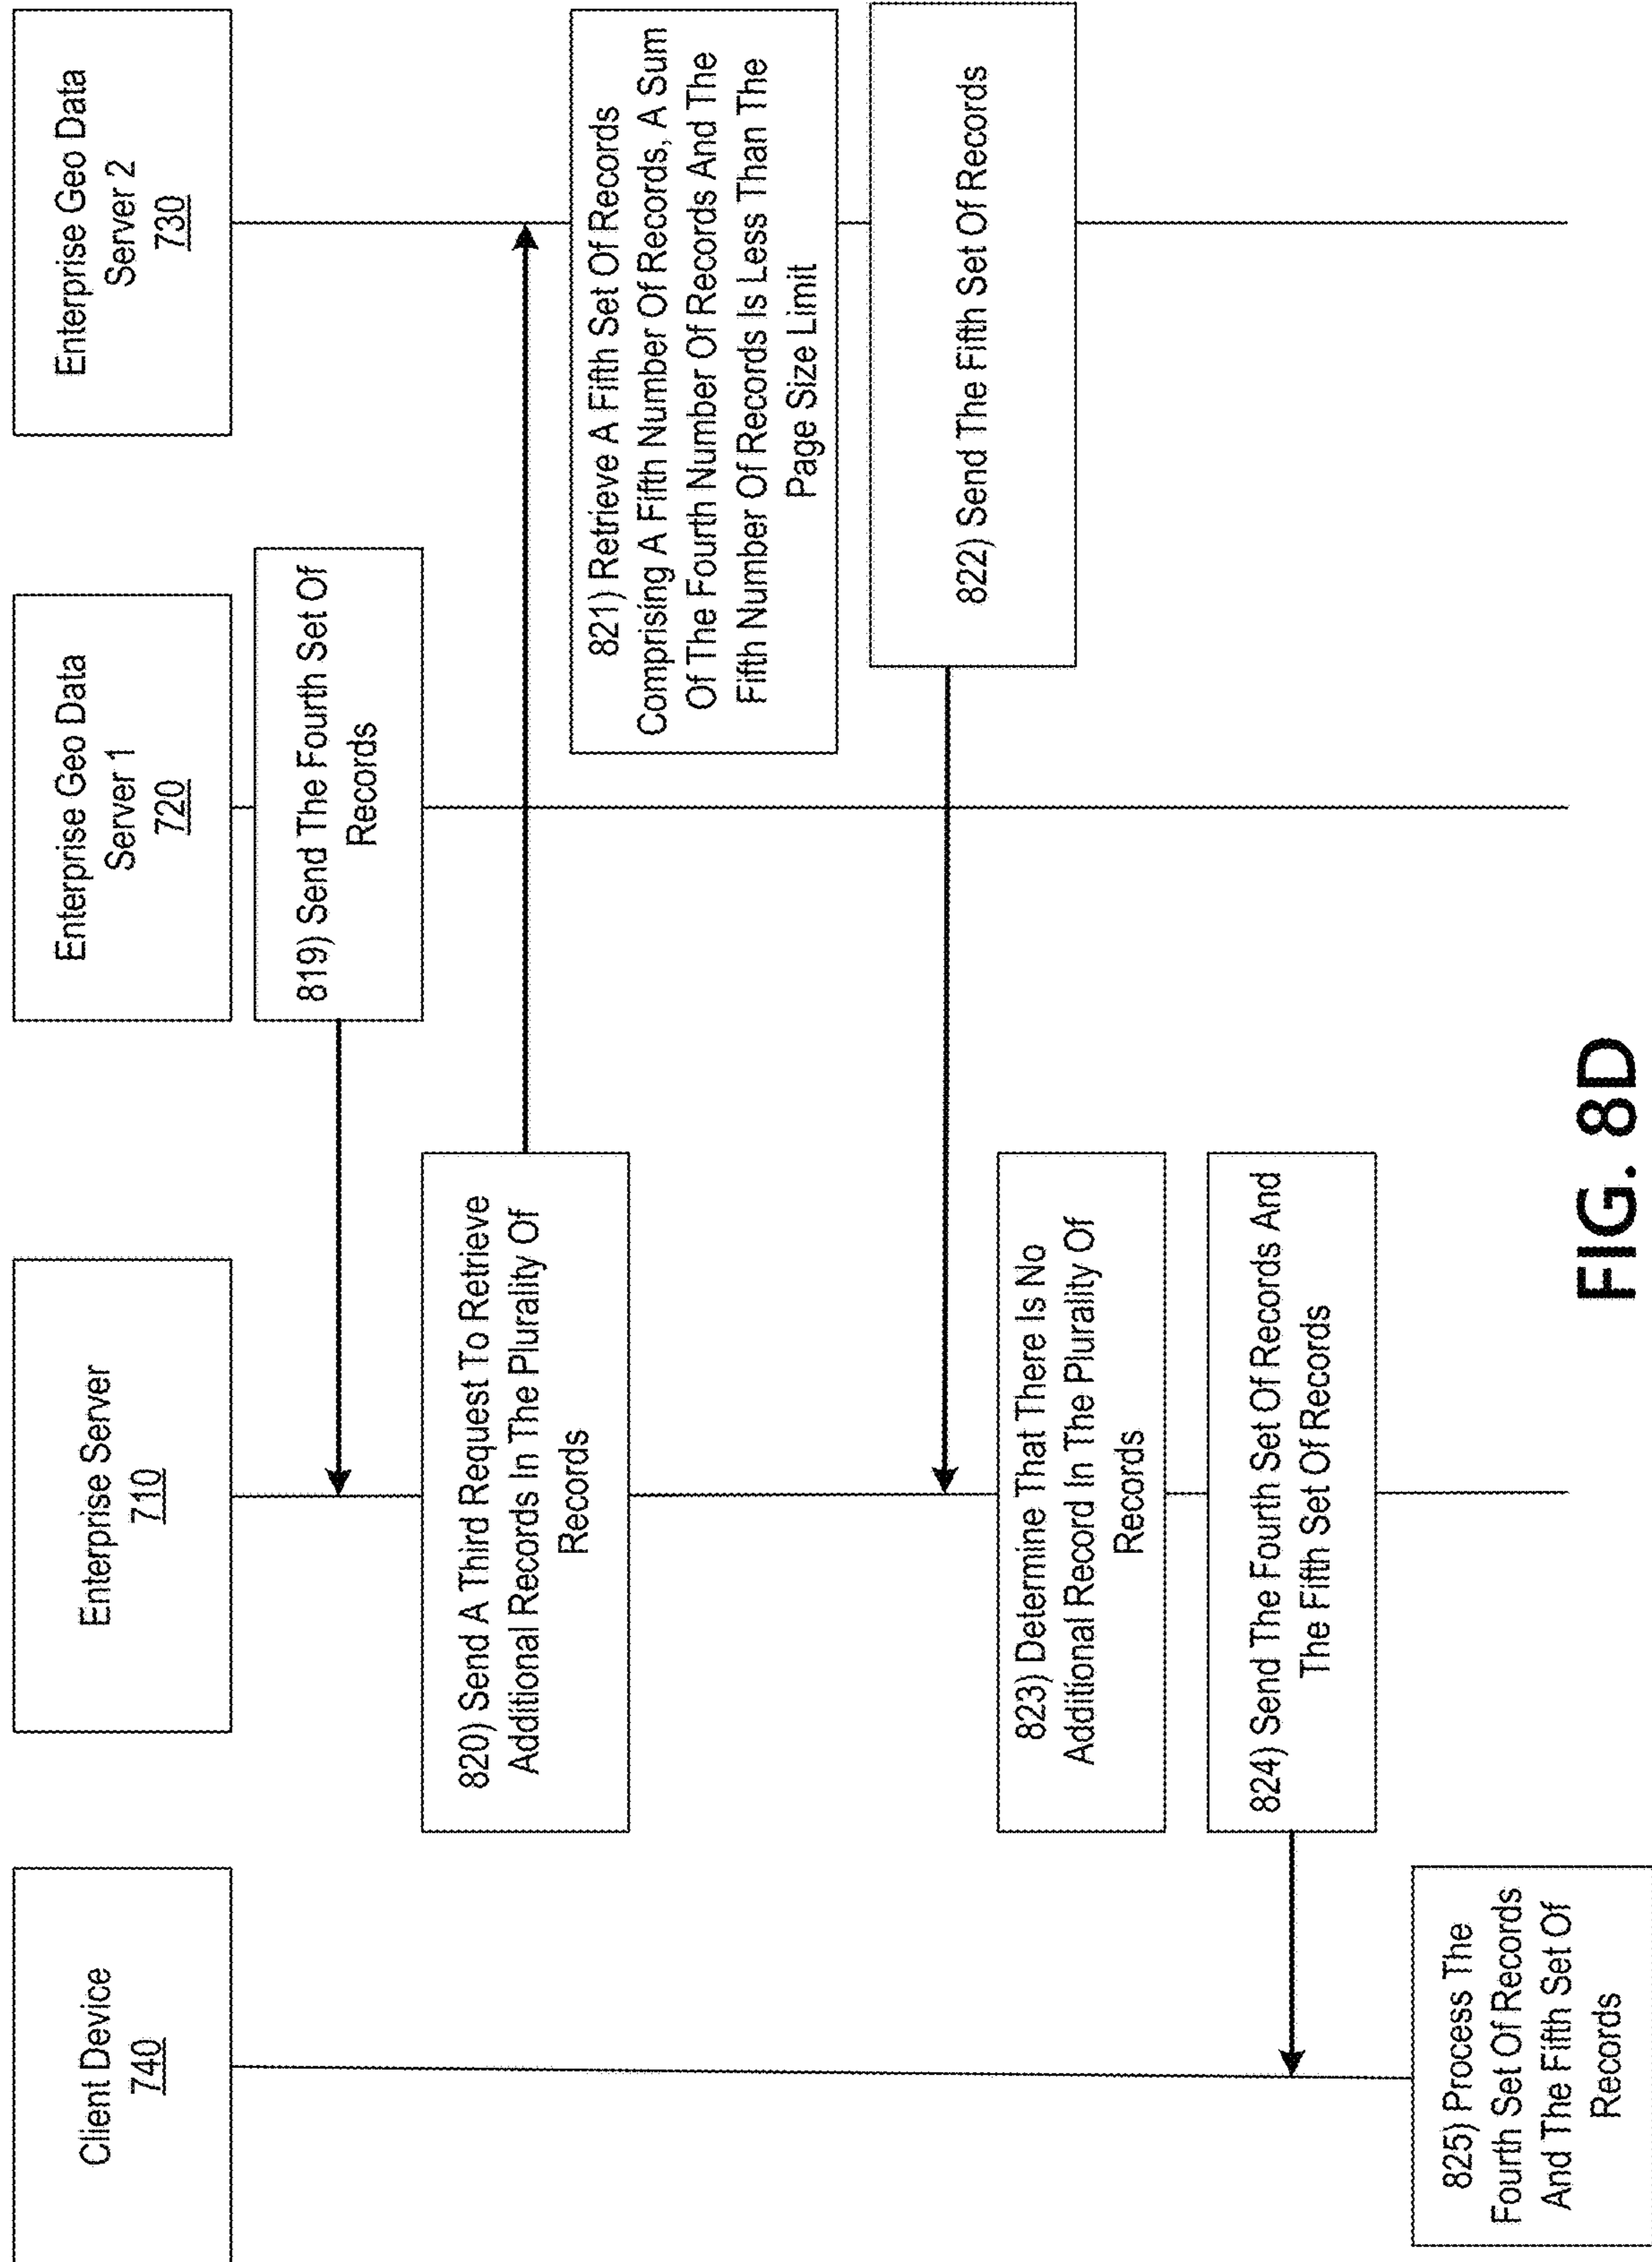 Client Device
740
Enterprise Server
710
Enterprise Geo Data
Server 1
720
Enterprise Geo Data
Server 2
730
819) Send The Fourth Set Of
Records
820) Send A Third Request To Retrieve
Additional Records In The Plurality Of
Records
821) Retrieve A Fifth Set Of Records
Comprising A Fifth Number Of Records, A Sum
Of The Fourth Number Of Records And The
Fifth Number Of Records Is Less Than The
Page Size Limit
822) Send The Fifth Set Of Records
823) Determine That There Is No
Additional Record In The Plurality Of
Records
824) Send The Fourth Set Of Records And
The Fifth Set Of Records
825) Process The
Fourth Set Of Records
And The Fifth Set Of
Records
FIG. 8D